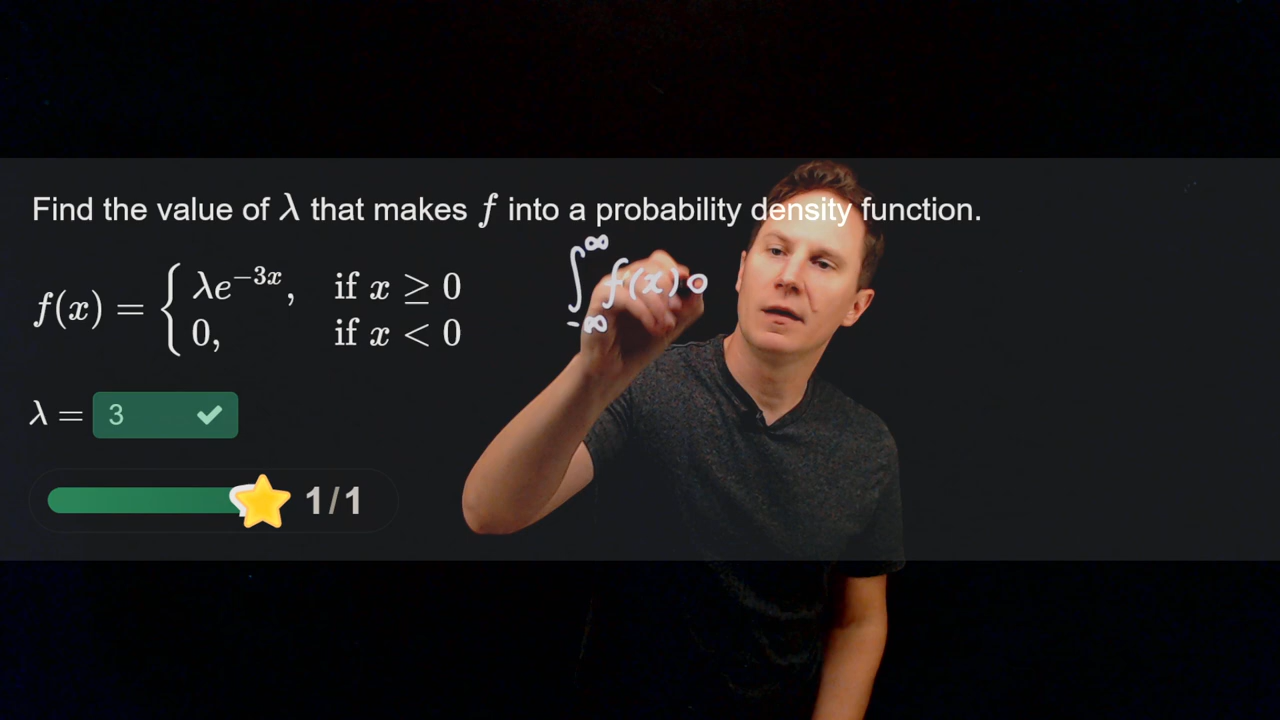 Find the value of λ that makes f into a probability density function.
f(x) = { λe^{−3x}, if x ≥ 0
0, if x < 0
∫_{-∞}^{∞} f(x) o
λ = 3 ✔
1/1